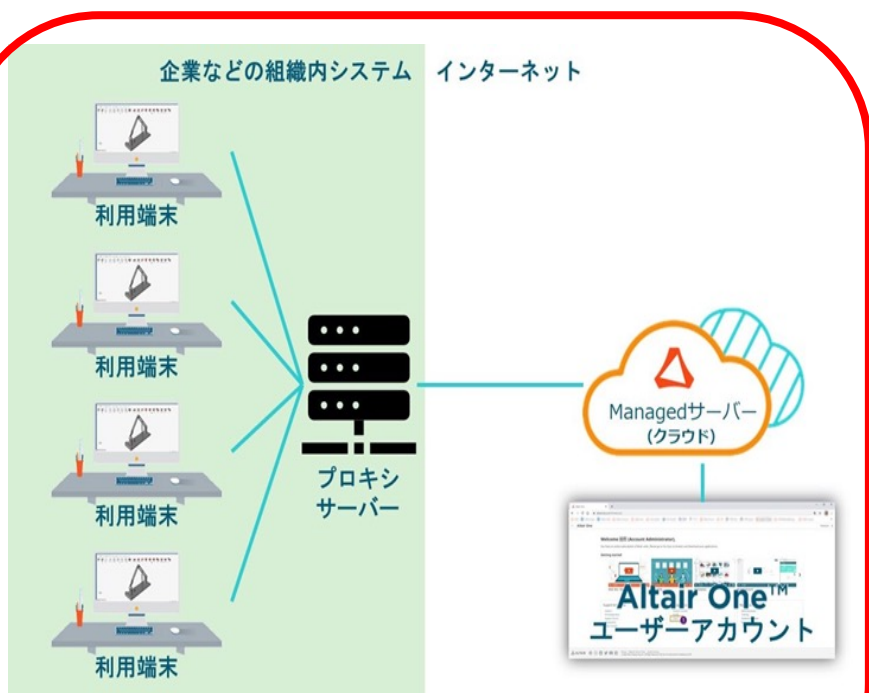 企業などの組織内システム
インターネット
利用端末
利用端末
利用端末
利用端末
プロキシ
サーバー
Managedサーバー
(クラウド)
Altair One™
ユーザーアカウント